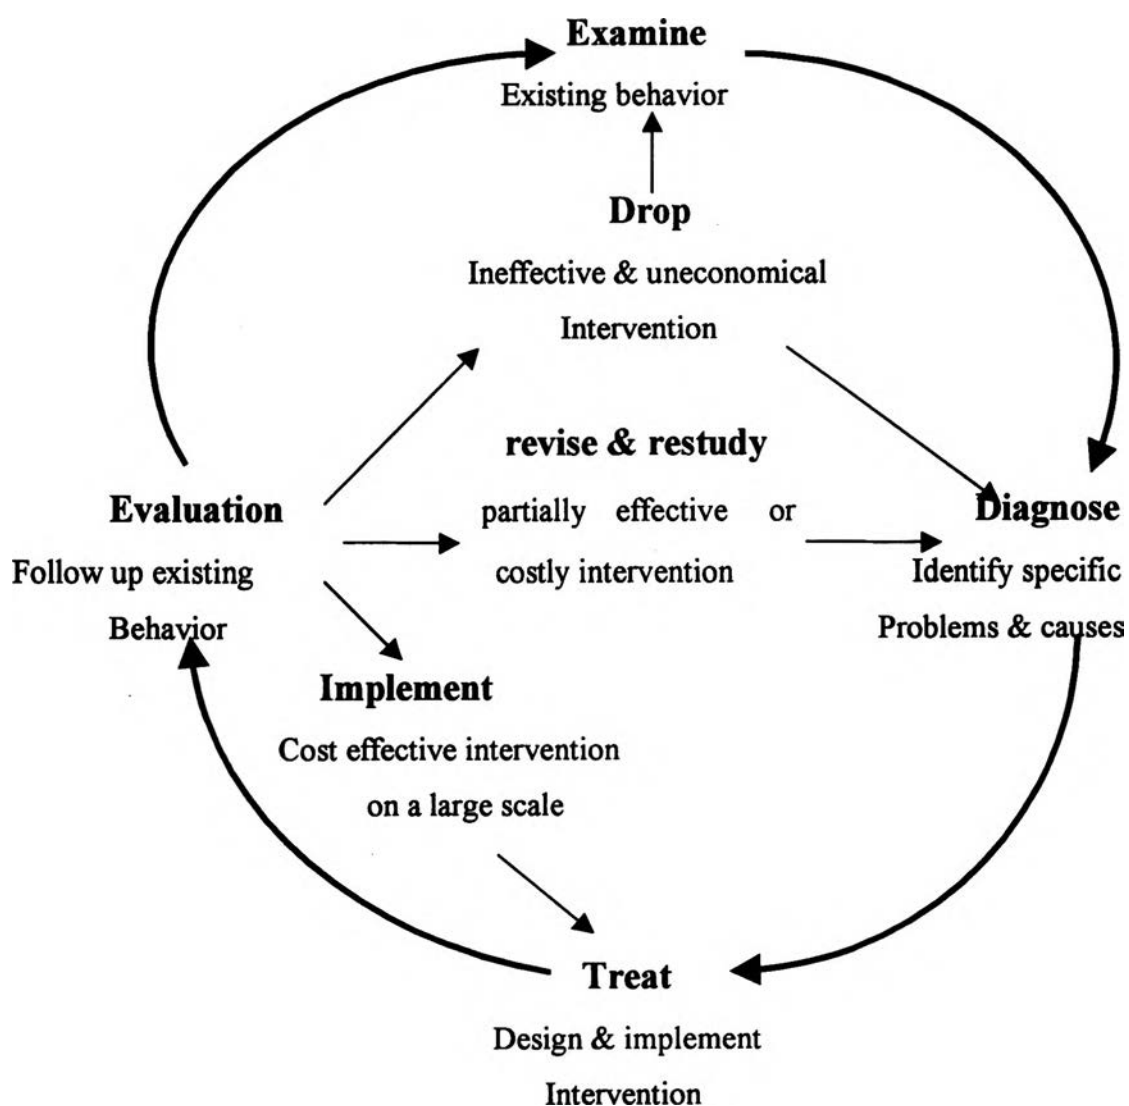 Examine
Existing behavior
Drop
Ineffective & uneconomical
Intervention
revise & restudy
partially effective or
costly intervention
Evaluation
Follow up existing
Behavior
Diagnose
Identify specific
Problems & causes
Implement
Cost effective intervention
on a large scale
Treat
Design & implement
Intervention